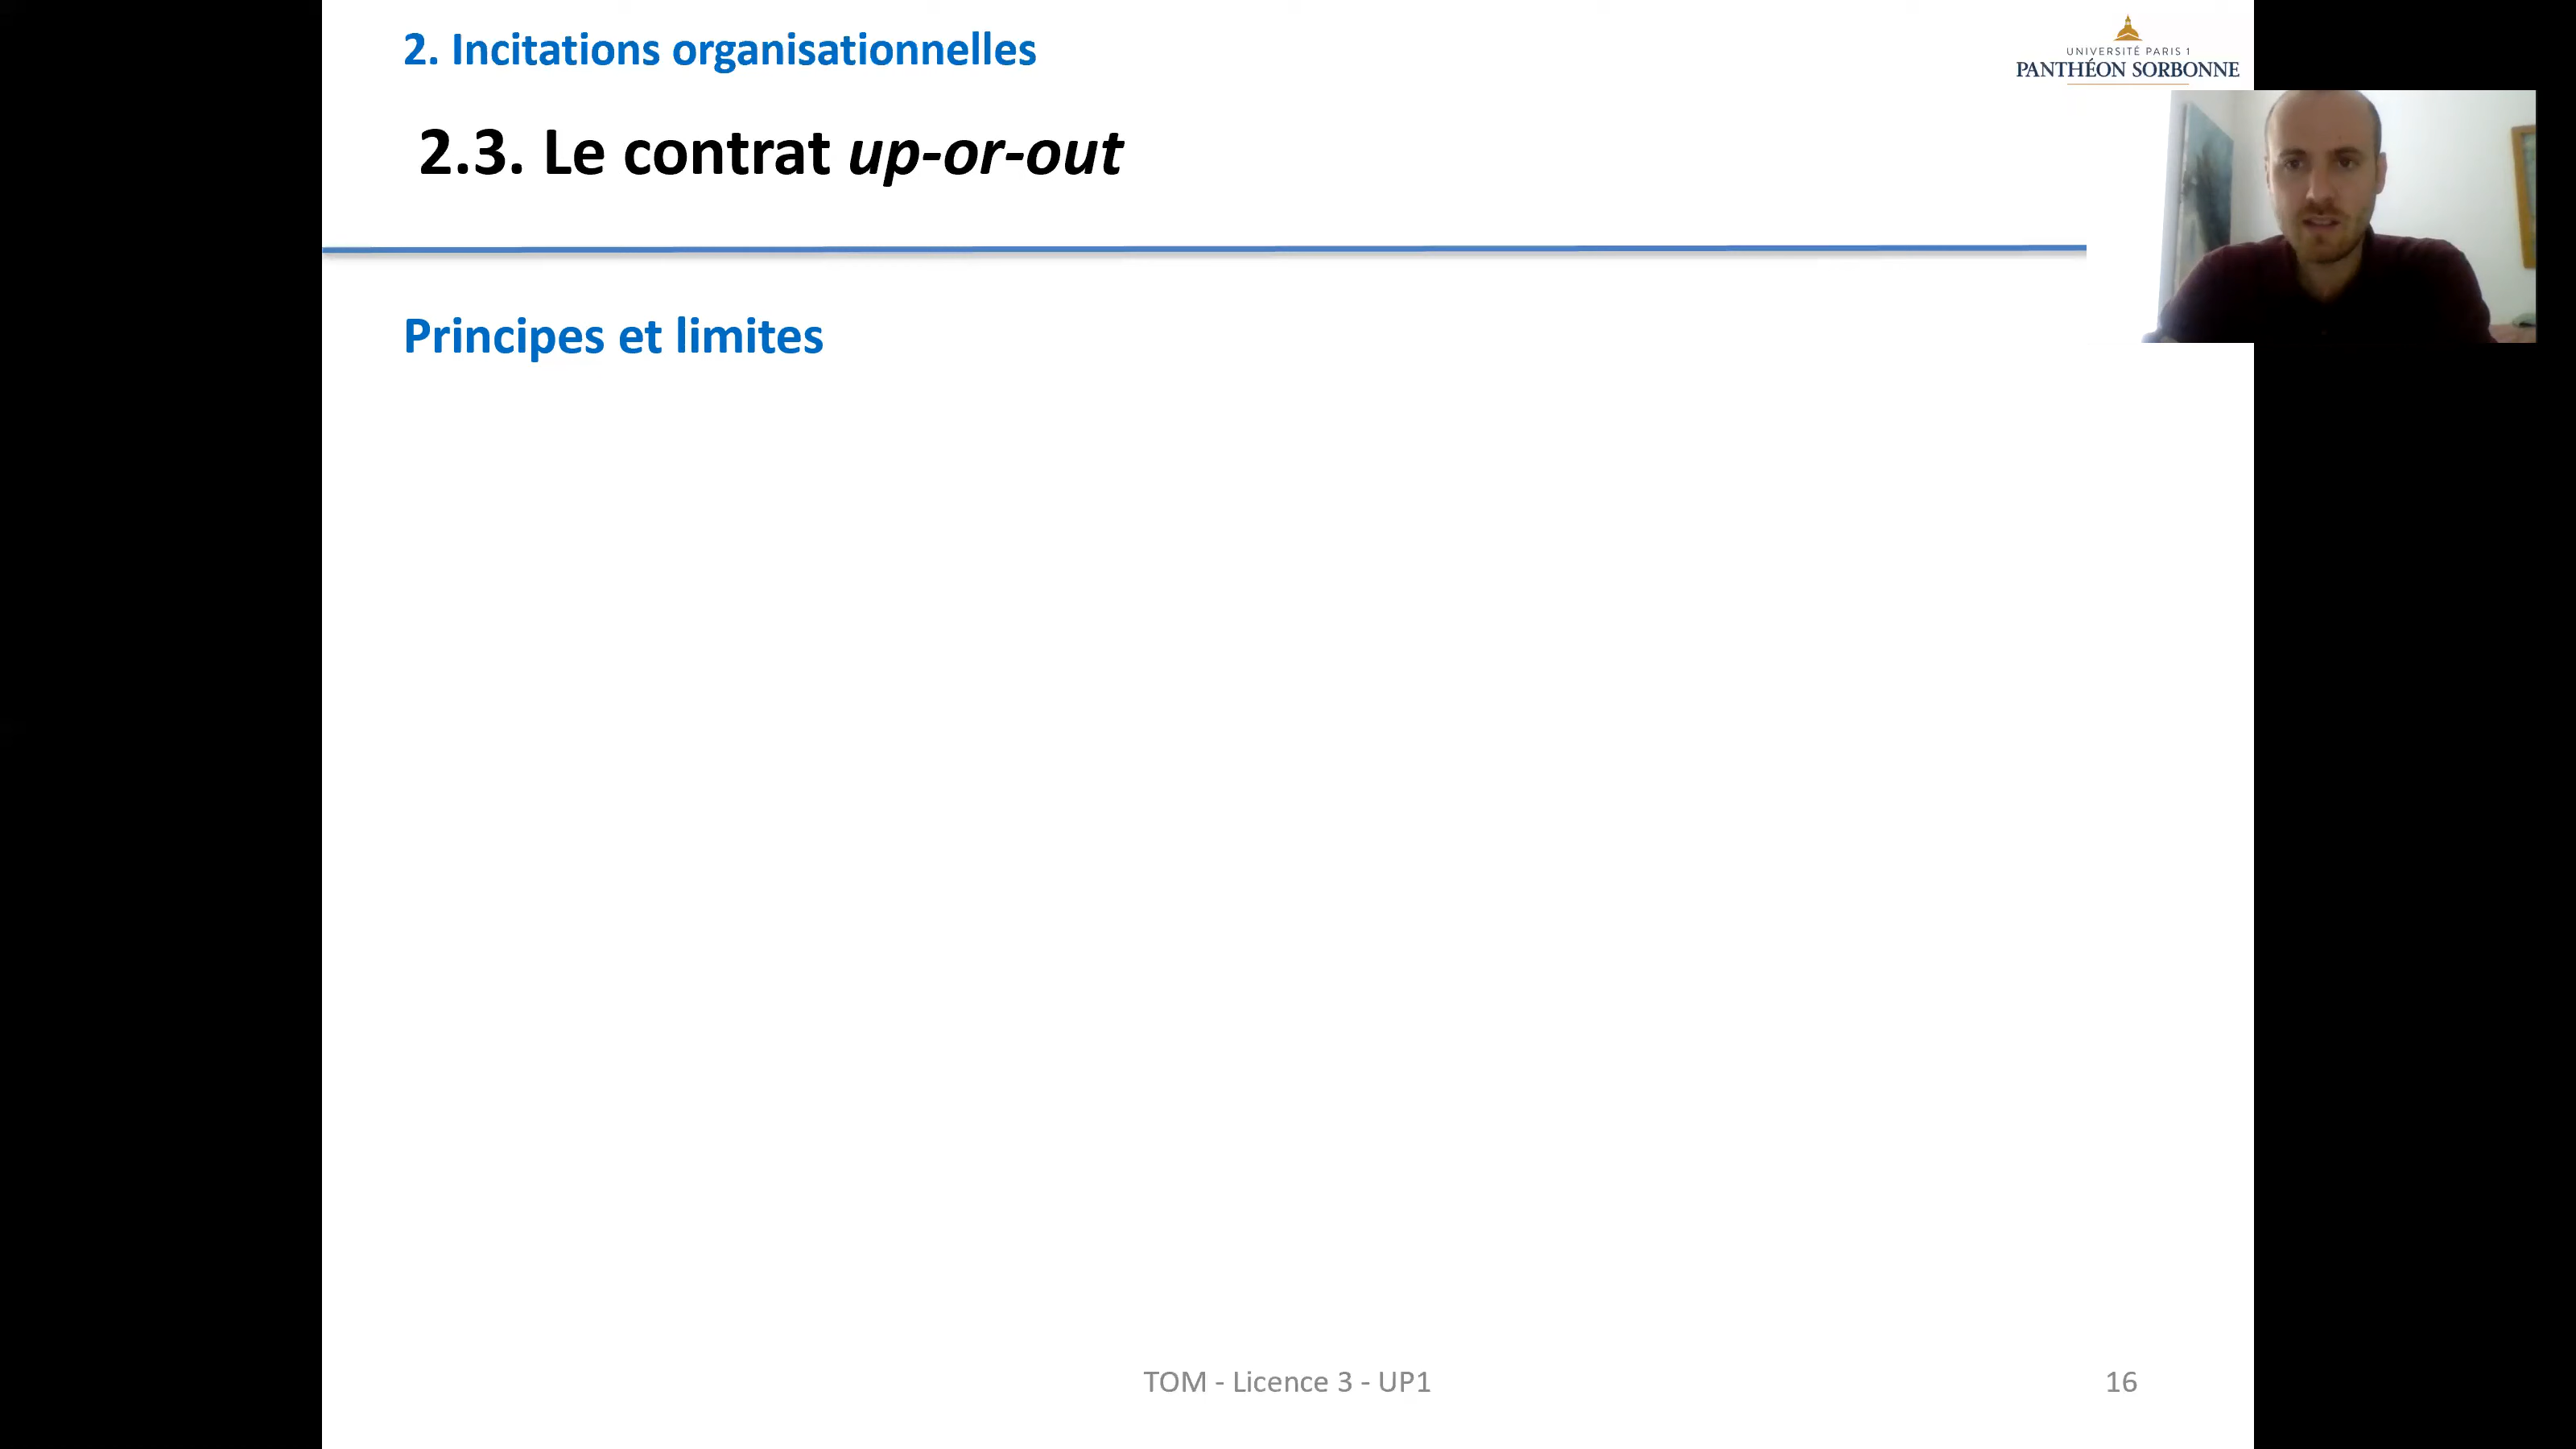 2. Incitations organisationnelles
UNIVERSITÉ PARIS 1
PANTHÉON SORBONNE
2.3. Le contrat up-or-out
Principes et limites
TOM - Licence 3 - UP1
16